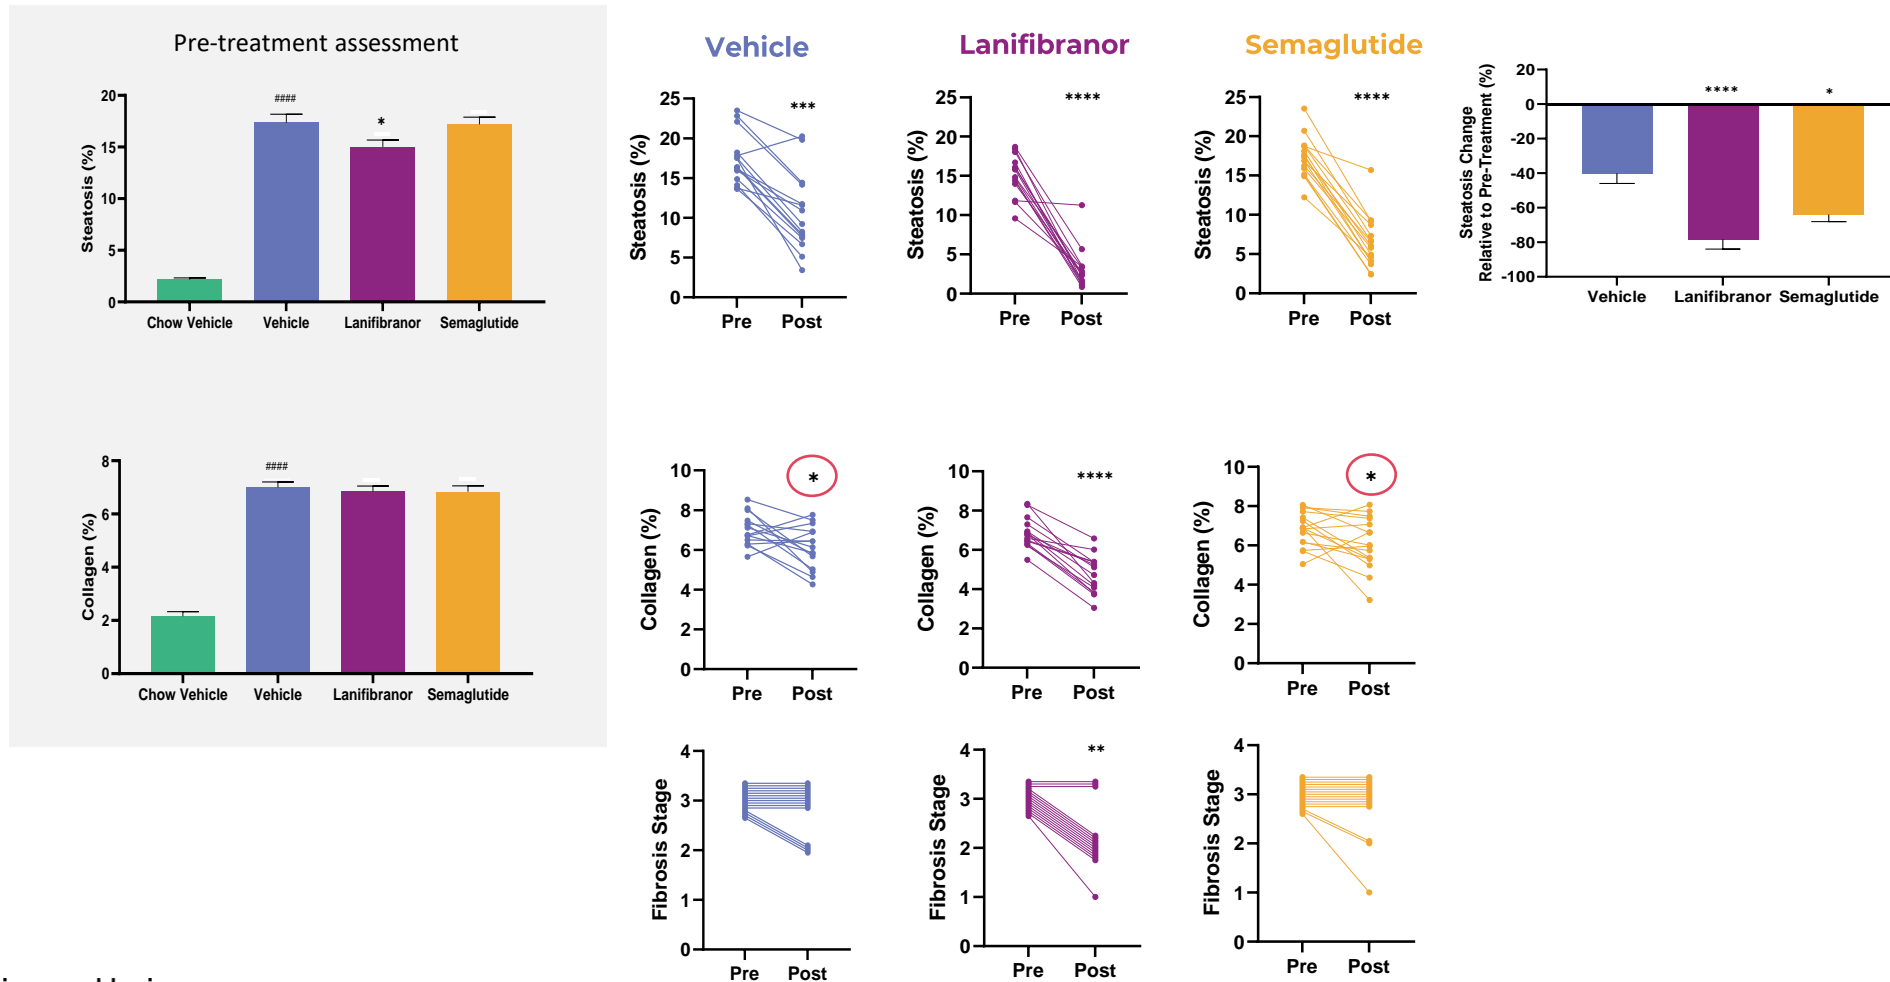 Pre-treatment assessment
Vehicle
Lanifibranor
Semaglutide
Steatosis (%)
20
15
10
5
0
####
*
Chow Vehicle
Vehicle
Lanifibranor
Semaglutide
Steatosis (%)
25
20
15
10
5
0
***
Pre
Post
Steatosis (%)
25
20
15
10
5
0
****
Pre
Post
Steatosis (%)
25
20
15
10
5
0
****
Pre
Post
Steatosis Change
Relative to Pre-Treatment (%)
20
0
-20
-40
-60
-80
-100
****
*
Vehicle
Lanifibranor
Semaglutide
Collagen (%)
8
6
4
2
0
####
Chow Vehicle
Vehicle
Lanifibranor
Semaglutide
Collagen (%)
10
8
6
4
2
0
*
Pre
Post
Collagen (%)
10
8
6
4
2
0
****
Pre
Post
Collagen (%)
10
8
6
4
2
0
*
Pre
Post
Fibrosis Stage
4
3
2
1
0
Pre
Post
Fibrosis Stage
4
3
2
1
0
**
Pre
Post
Fibrosis Stage
4
3
2
1
0
Pre
Post